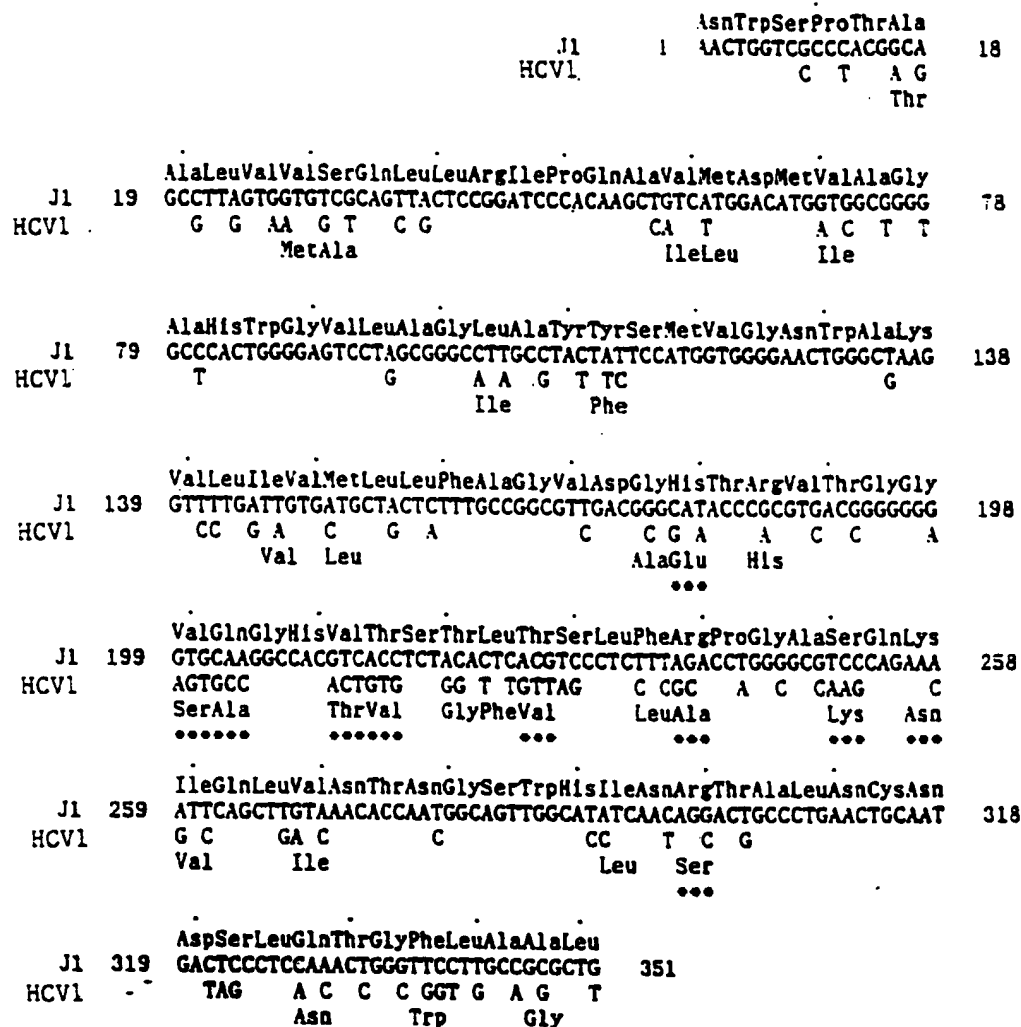 AsnTrpSerProThrAla
J1 1 AACTGGTCGCCCACGGCA 18
HCV1 C T A G
Thr
AlaLeuValValSerGlnLeuLeuArgIleProGlnAlaValMetAspMetValAlaGly
J1 19 GCCTTAGTGGTGTCGCAGTTACTCCGGATCCCACAAGCTGTCATGGACATGGTGGCGGGG 78
HCV1 G G AA G T C G CA T A C T T
MetAla IleLeu Ile
AlaHisTrpGlyValLeuAlaGlyLeuAlaTyrTyrSerMetValGlyAsnTrpAlaLys
J1 79 GCCCACTGGGGAGTCCTAGCGGGCCTTGCCTACTATTCCATGGTGGGGAACTGGGCTAAG 138
HCV1 T G A A G T TC G
Ile Phe
ValLeuIleValMetLeuLeuPheAlaGlyValAspGlyHisThrArgValThrGlyGly
J1 139 GTTTTGATTGTGATGCTACTCTTTGCCGGCGTTGACGGGCATACCCGCGTGACGGGGGGG 198
HCV1 CC G A C G A C C G A A C C A
Val Leu AlaGlu His
•••
ValGlnGlyHisValThrSerThrLeuThrSerLeuPheArgProGlyAlaSerGlnLys
J1 199 GTGCAAGGCCACGTCACCTCTACACTCACGTCCCTCTTTAGACCTGGGGCGTCCCAGAAA 258
HCV1 AGTGCC ACTGTG GG T TGTTAG C CGC A C CAAG C
SerAla ThrVal GlyPheVal LeuAla Lys Asn
•••••• •••••• ••• ••• ••• •••
IleGlnLeuValAsnThrAsnGlySerTrpHisIleAsnArgThrAlaLeuAsnCysAsn
J1 259 ATTCAGCTTGTAAACACCAATGGCAGTTGGCATATCAACAGGACTGCCCTGAACTGCAAT 318
HCV1 G C GA C C CC T C G
Val Ile Leu Ser
•••
AspSerLeuGlnThrGlyPheLeuAlaAlaLeu
J1 319 GACTCCCTCCAAACTGGGTTCCTTGCCGCGCTG 351
HCV1 TAG A C C C GGT G A G T
Asn Trp Gly